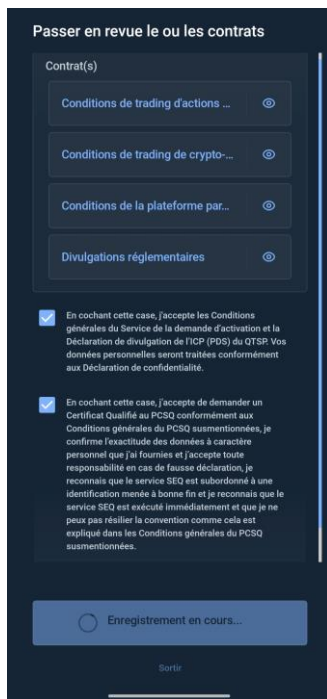 Passer en revue le ou les contrats
Contrat(s)
Conditions de trading d'actions ...
Conditions de trading de crypto-...
Conditions de la plateforme par...
Divulgations réglementaires
En cochant cette case, j'accepte les Conditions
générales du Service de la demande d'activation et la
Déclaration de divulgation de l'ICP (PDS) du QTSP. Vos
données personnelles seront traitées conformément
aux Déclaration de confidentialité.
En cochant cette case, j'accepte de demander un
Certificat Qualifié au PCSQ conformément aux
Conditions générales du PCSQ susmentionnées, je
confirme l'exactitude des données à caractère
personnel que j'ai fournies et j'accepte toute
responsabilité en cas de fausse déclaration, je
reconnais que le service SEQ est subordonné à une
identification menée à bonne fin et je reconnais que le
service SEQ est exécuté immédiatement et que je ne
peux pas résilier la convention comme cela est
expliqué dans les Conditions générales du PCSQ
susmentionnées.
Enregistrement en cours...
Sortir